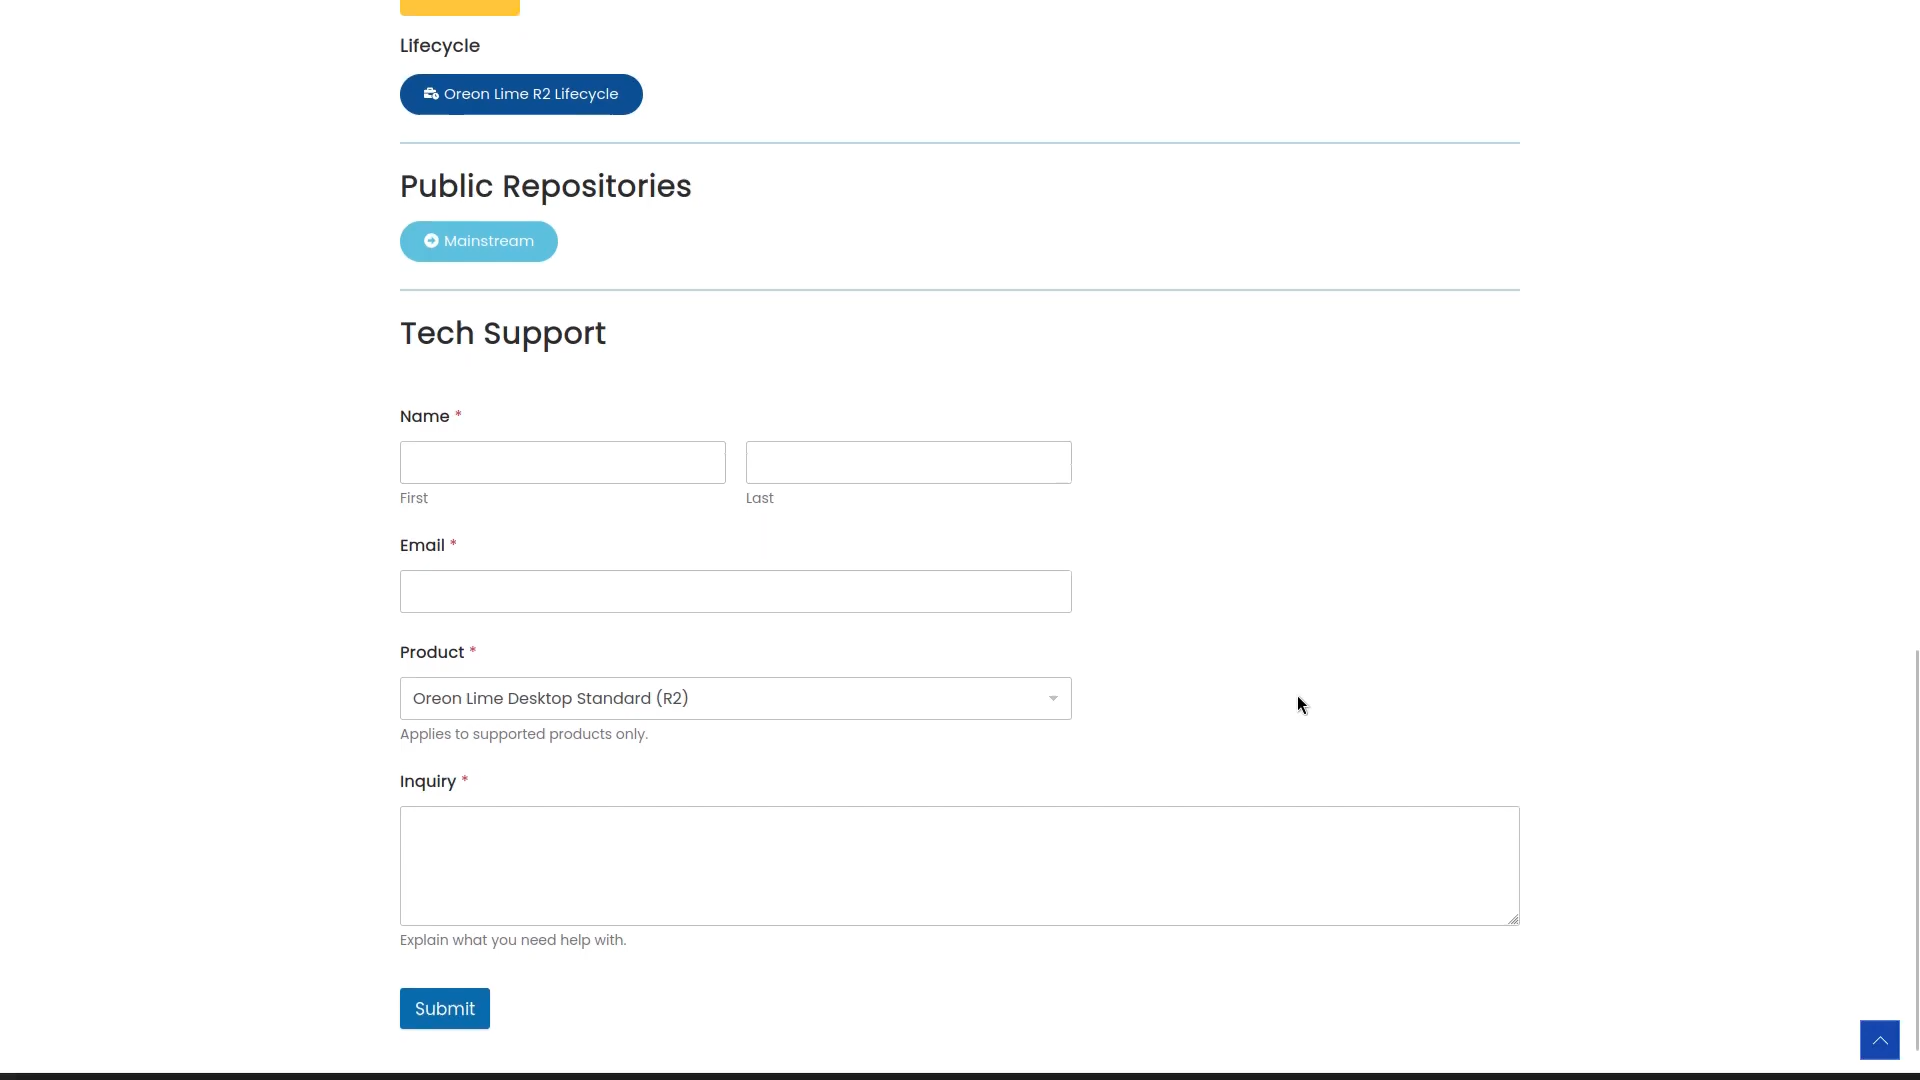 Lifecycle
Oreon Lime R2 Lifecycle
Public Repositories
Mainstream
Tech Support
Name *
First
Last
Email *
Product *
Oreon Lime Desktop Standard (R2)
Applies to supported products only.
Inquiry *
Explain what you need help with.
Submit